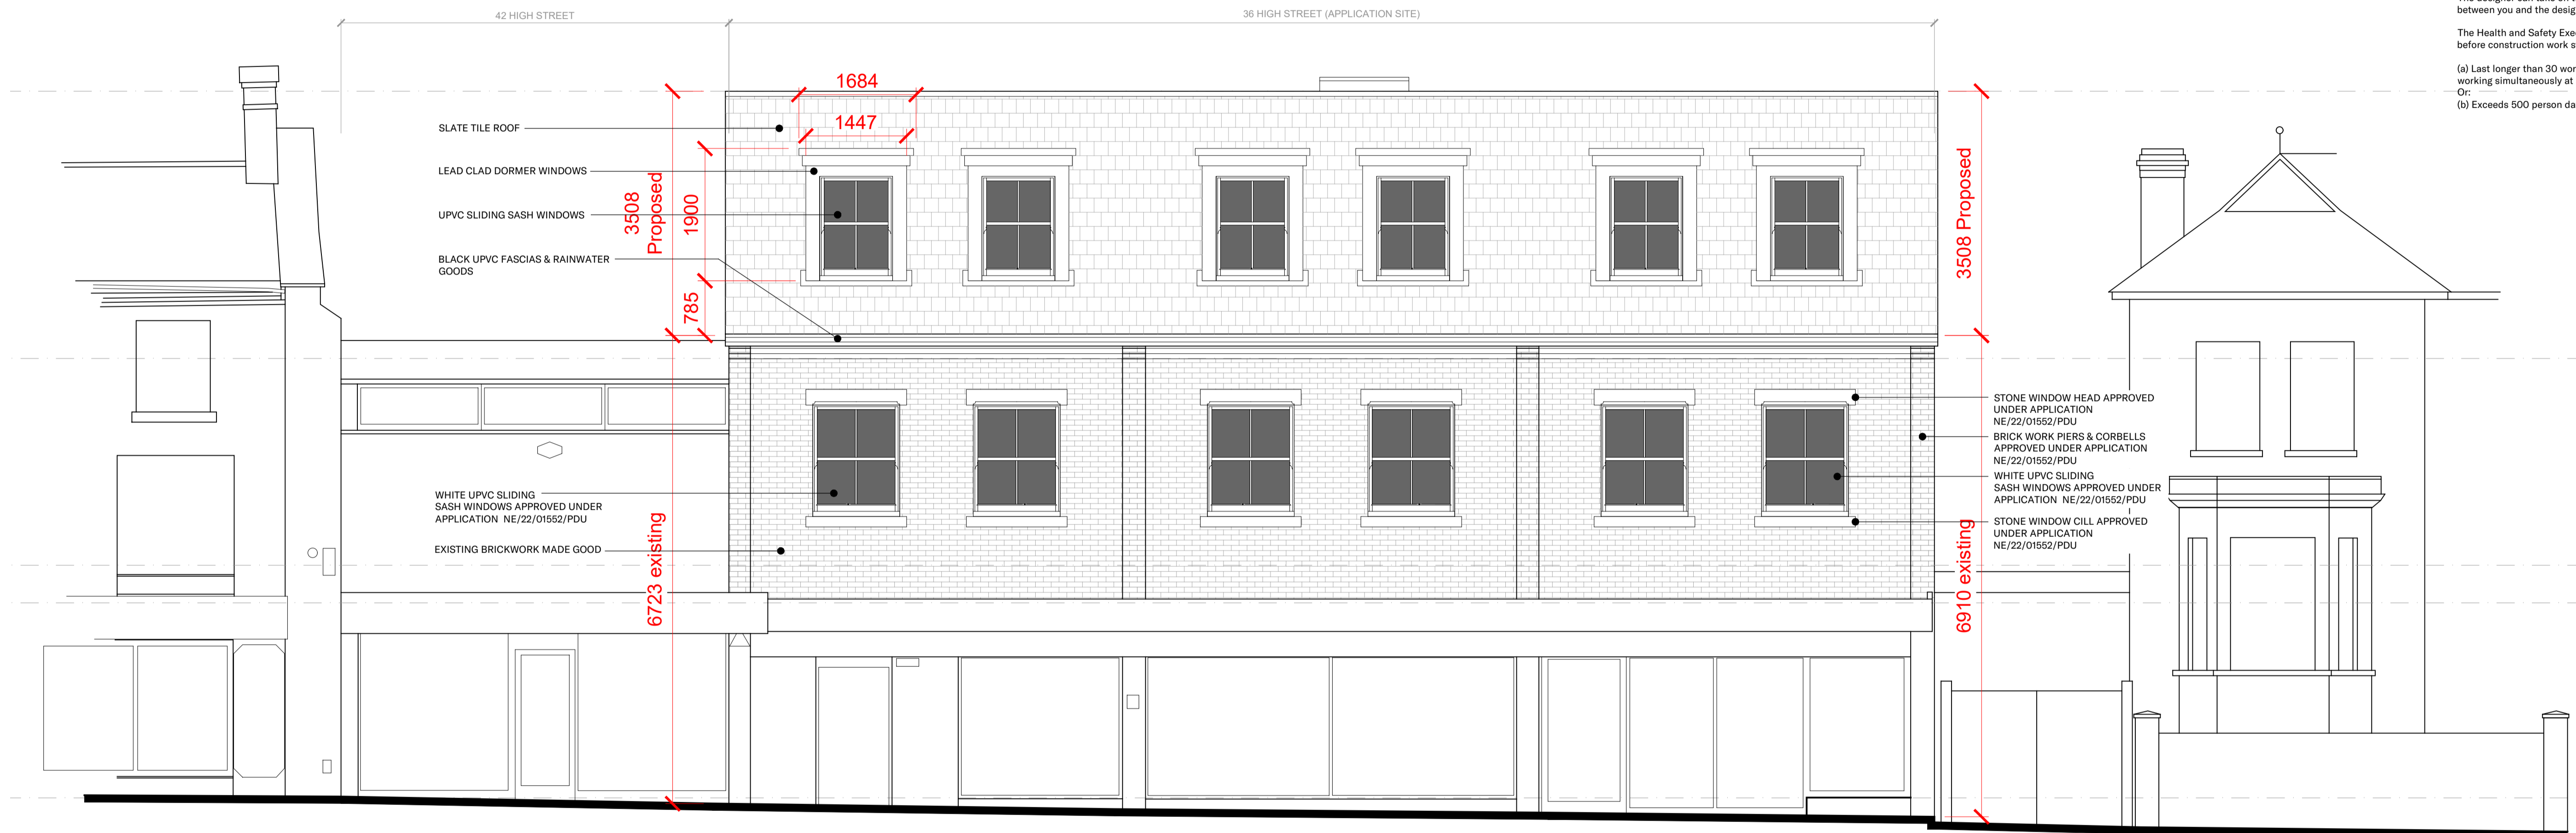 42 HIGH STREET
36 HIGH STREET (APPLICATION SITE)
between you and the desig
The Health and Safety Exec
before construction work s
(a) Last longer than 30 wor
working simultaneously at
Or:
(b) Exceeds 500 person da
1684
1447
SLATE TILE ROOF
LEAD CLAD DORMER WINDOWS
UPVC SLIDING SASH WINDOWS
BLACK UPVC FASCIAS & RAINWATER
GOODS
3508
Proposed
1900
785
3508 Proposed
WHITE UPVC SLIDING
SASH WINDOWS APPROVED UNDER
APPLICATION NE/22/01552/PDU
EXISTING BRICKWORK MADE GOOD
6723 existing
STONE WINDOW HEAD APPROVED
UNDER APPLICATION
NE/22/01552/PDU
BRICK WORK PIERS & CORBELLS
APPROVED UNDER APPLICATION
NE/22/01552/PDU
WHITE UPVC SLIDING
SASH WINDOWS APPROVED UNDER
APPLICATION NE/22/01552/PDU
STONE WINDOW CILL APPROVED
UNDER APPLICATION
NE/22/01552/PDU
6910 existing